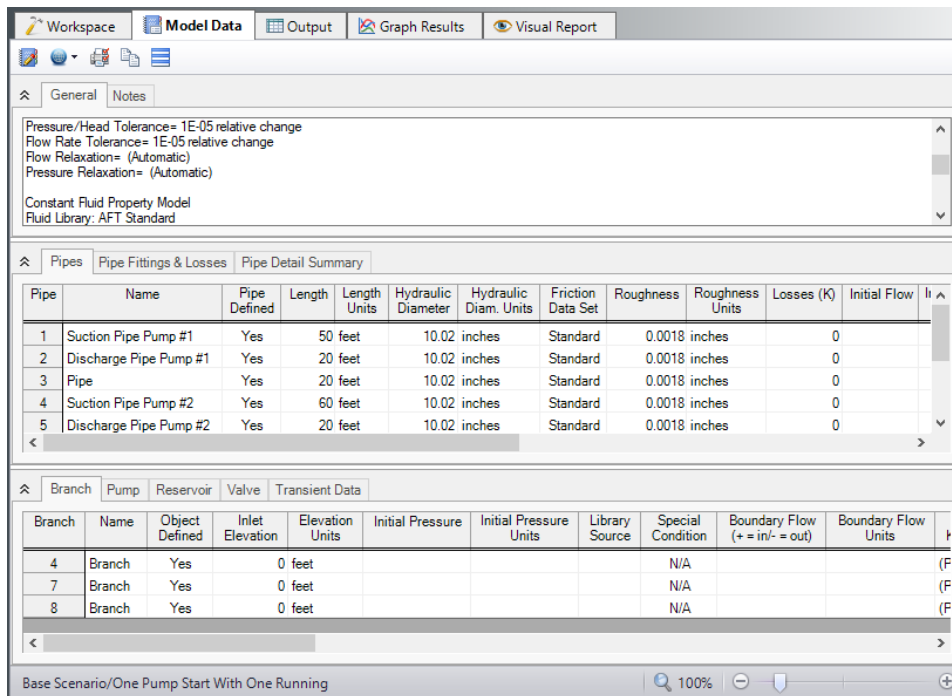 Workspace Model Data Output Graph Results Visual Report
General Notes
Pressure/Head Tolerance= 1E-05 relative change
Flow Rate Tolerance= 1E-05 relative change
Flow Relaxation= (Automatic)
Pressure Relaxation= (Automatic)
Constant Fluid Property Model
Fluid Library: AFT Standard
Pipes Pipe Fittings & Losses Pipe Detail Summary
Pipe Name Pipe Defined Length Length Units Hydraulic Diameter Hydraulic Diam. Units Friction Data Set Roughness Roughness Units Losses (K) Initial Flow
1 Suction Pipe Pump #1 Yes 50 feet 10.02 inches Standard 0.0018 inches 0
2 Discharge Pipe Pump #1 Yes 20 feet 10.02 inches Standard 0.0018 inches 0
3 Pipe Yes 20 feet 10.02 inches Standard 0.0018 inches 0
4 Suction Pipe Pump #2 Yes 60 feet 10.02 inches Standard 0.0018 inches 0
5 Discharge Pipe Pump #2 Yes 20 feet 10.02 inches Standard 0.0018 inches 0
Branch Pump Reservoir Valve Transient Data
Branch Name Object Defined Inlet Elevation Elevation Units Initial Pressure Initial Pressure Units Library Source Special Condition Boundary Flow (+ = in/- = out) Boundary Flow Units
4 Branch Yes 0 feet N/A (F
7 Branch Yes 0 feet N/A (F
8 Branch Yes 0 feet N/A (F
Base Scenario/One Pump Start With One Running 100%